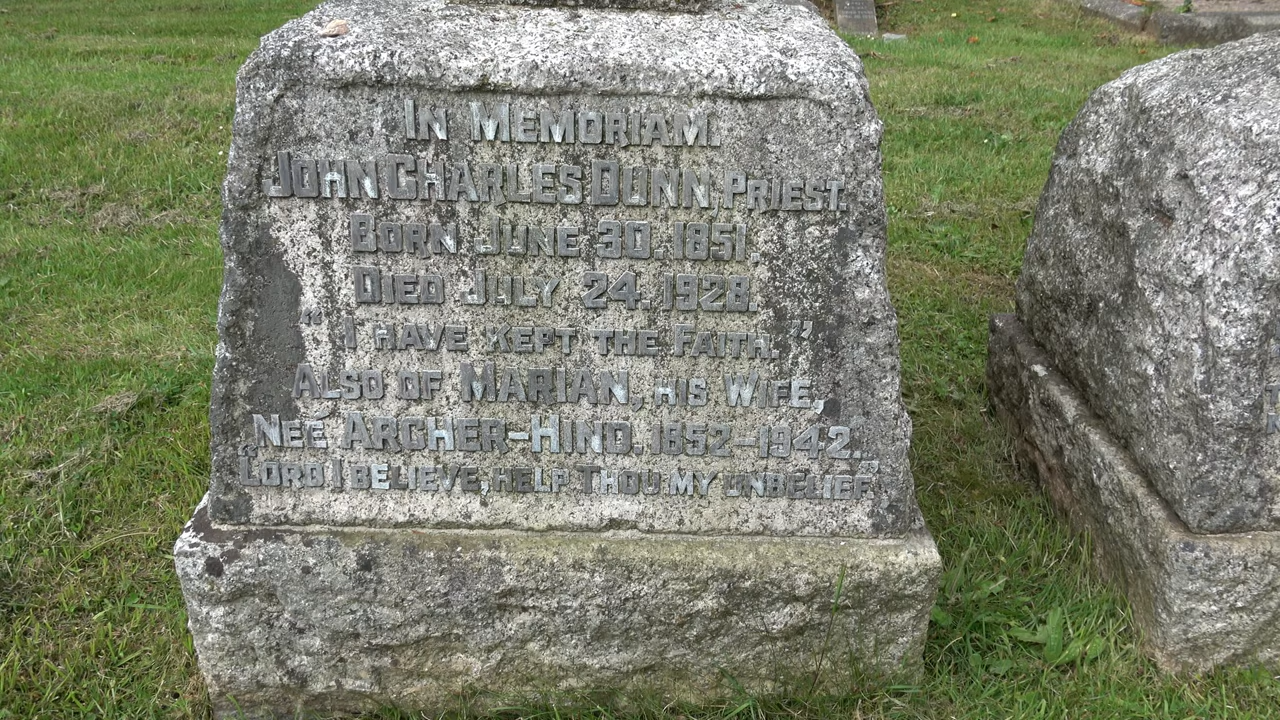 In Memoriam.
John Charles Dunn, Priest.
Born June 30. 1851.
Died July 24. 1928.
"I have kept the Faith."
Also of Marian, his Wife,
Neé Archer-Hind. 1852-1942.
"Lord I believe, help Thou my unbelief."